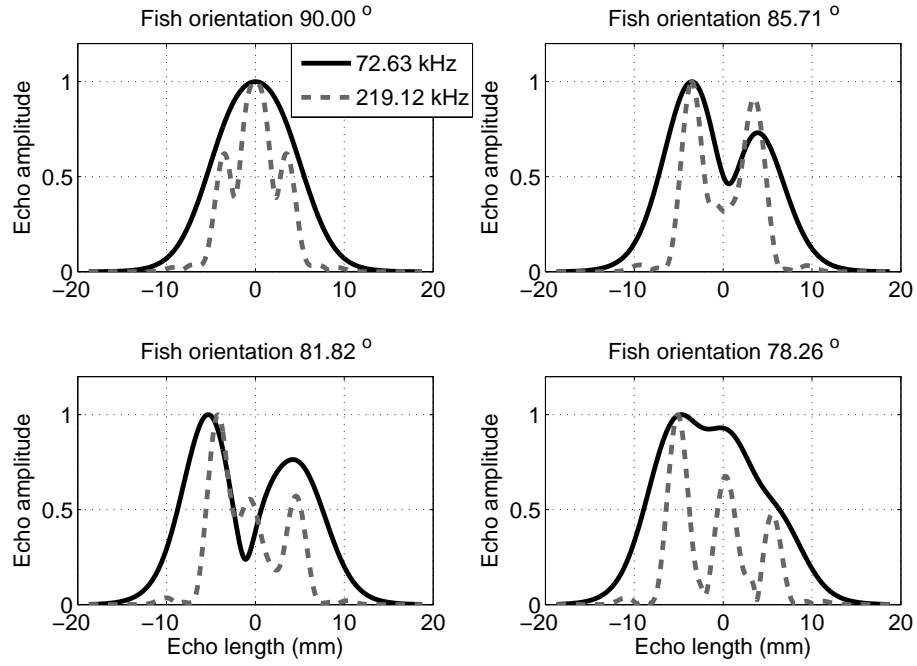 Fish orientation 90.00 °
Echo amplitude
1
0.5
0
−20
−10
0
10
20
72.63 kHz
219.12 kHz
Fish orientation 85.71 °
Echo amplitude
1
0.5
0
−20
−10
0
10
20
Fish orientation 81.82 °
Echo amplitude
1
0.5
0
−20
−10
0
10
20
Echo length (mm)
Fish orientation 78.26 °
Echo amplitude
1
0.5
0
−20
−10
0
10
20
Echo length (mm)